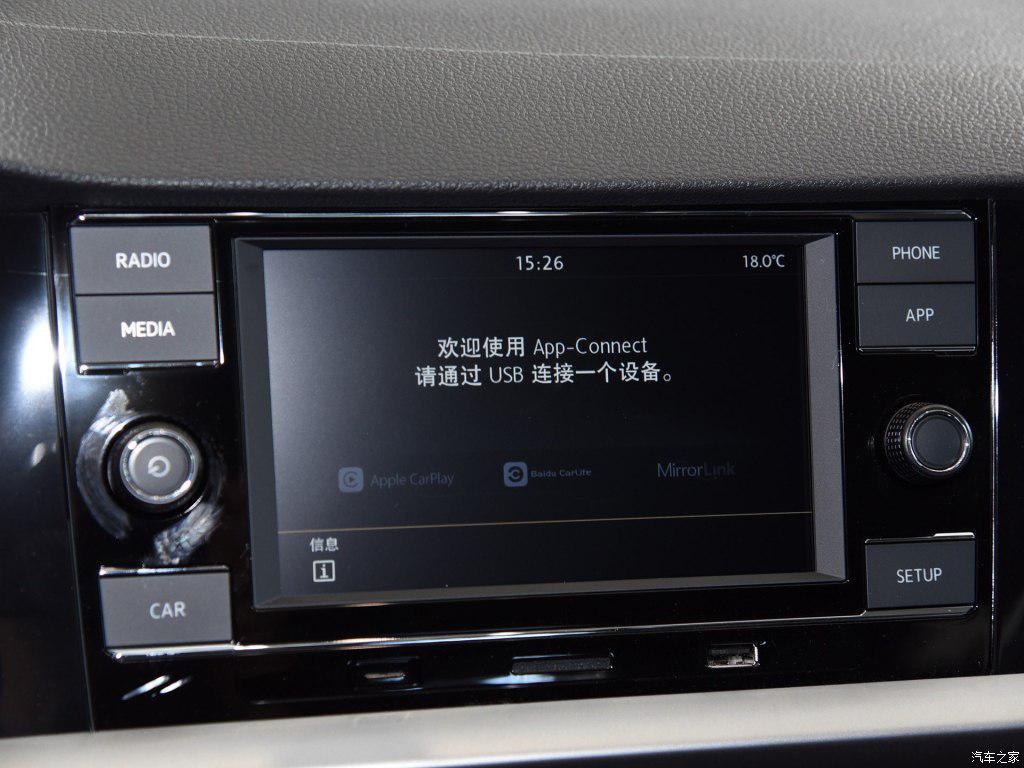 RADIO
MEDIA
CAR
15:26
18.0℃
欢迎使用 App-Connect
请通过 USB 连接一个设备。
Apple CarPlay
Baidu CarLife
MirrorLink
信息
i
PHONE
APP
SETUP
汽车之家